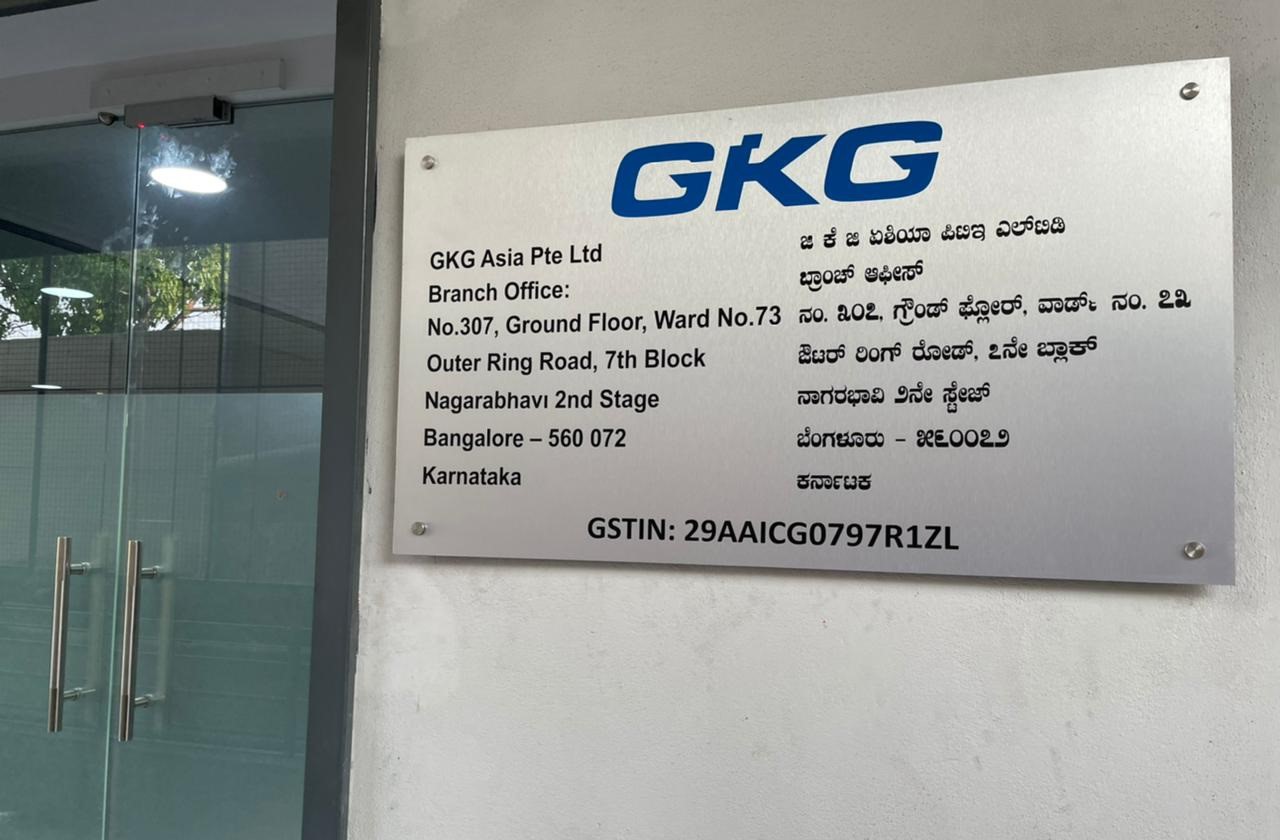 GKG
GKG Asia Pte Ltd
Branch Office:
No.307, Ground Floor, Ward No.73
Outer Ring Road, 7th Block
Nagarabhavi 2nd Stage
Bangalore – 560 072
Karnataka
ಜಿ ಕೆ ಜಿ ಏಶಿಯಾ ಪಿಟಿಇ ಎಲ್‌ಟಿಡಿ
ಬ್ರಾಂಚ್ ಆಫೀಸ್
ನಂ. ೩೦೭, ಗ್ರೌಂಡ್ ಫ್ಲೋರ್, ವಾರ್ಡ್ ನಂ. ೭೩
ಔಟರ್ ರಿಂಗ್ ರೋಡ್, ೭ನೇ ಬ್ಲಾಕ್
ನಾಗರಭಾವಿ ೨ನೇ ಸ್ಟೇಜ್
ಬೆಂಗಳೂರು – ೫೬೦೦೭೨
ಕರ್ನಾಟಕ
GSTIN: 29AAICG0797R1ZL